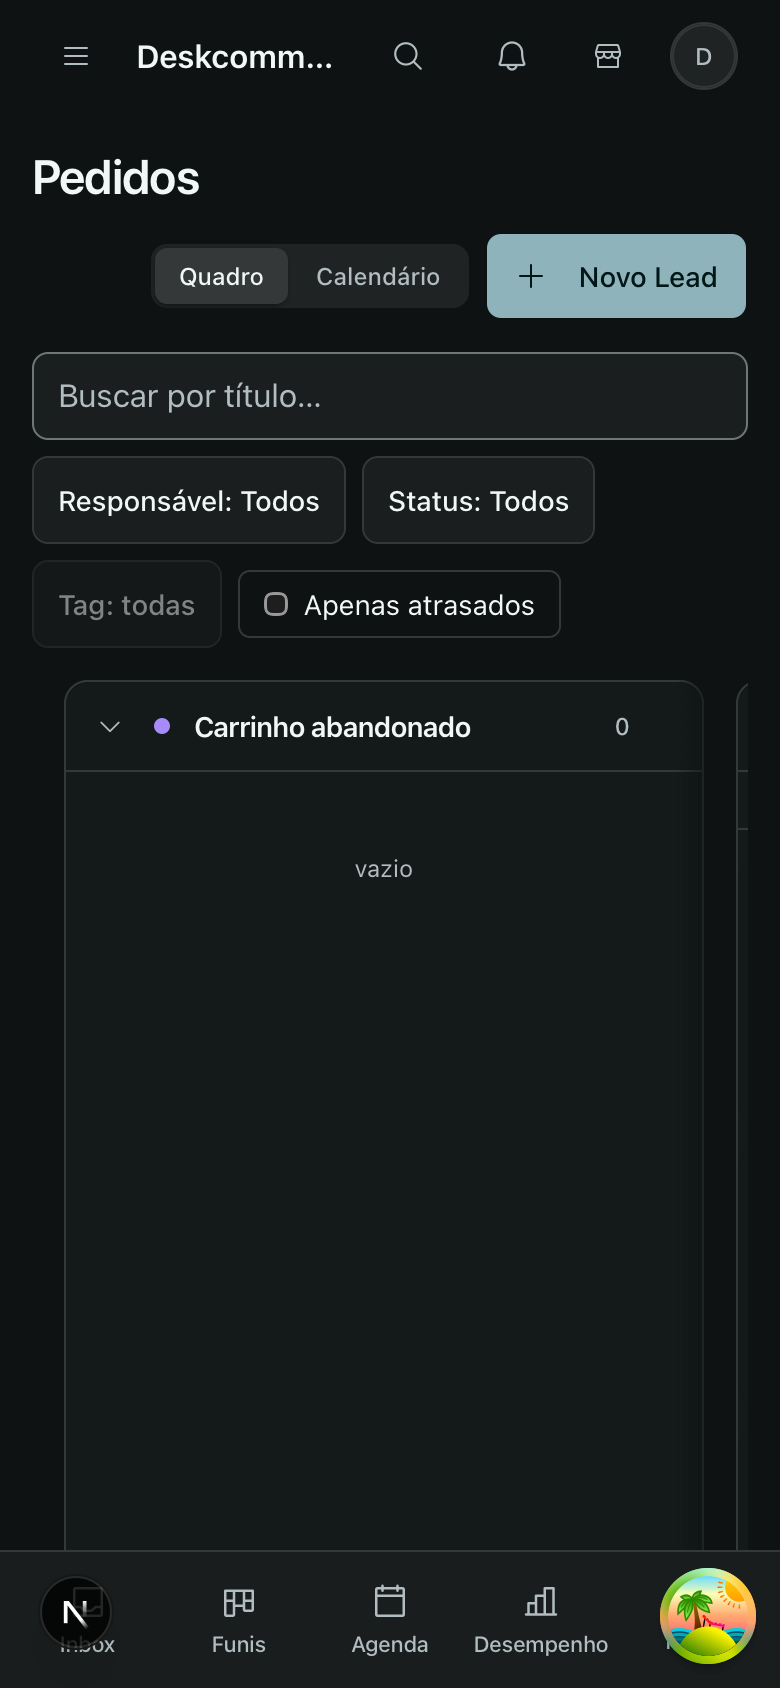 Deskcomm...
D
Pedidos
Quadro
Calendário
Novo Lead
Buscar por título...
Responsável: Todos
Status: Todos
Tag: todas
Apenas atrasados
Carrinho abandonado
0
vazio
N
Inbox
Funis
Agenda
Desempenho